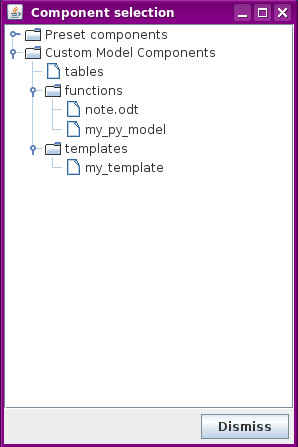 Component selection
Preset components
Custom Model Components
tables
functions
note.odt
my_py_model
templates
my_template
Dismiss